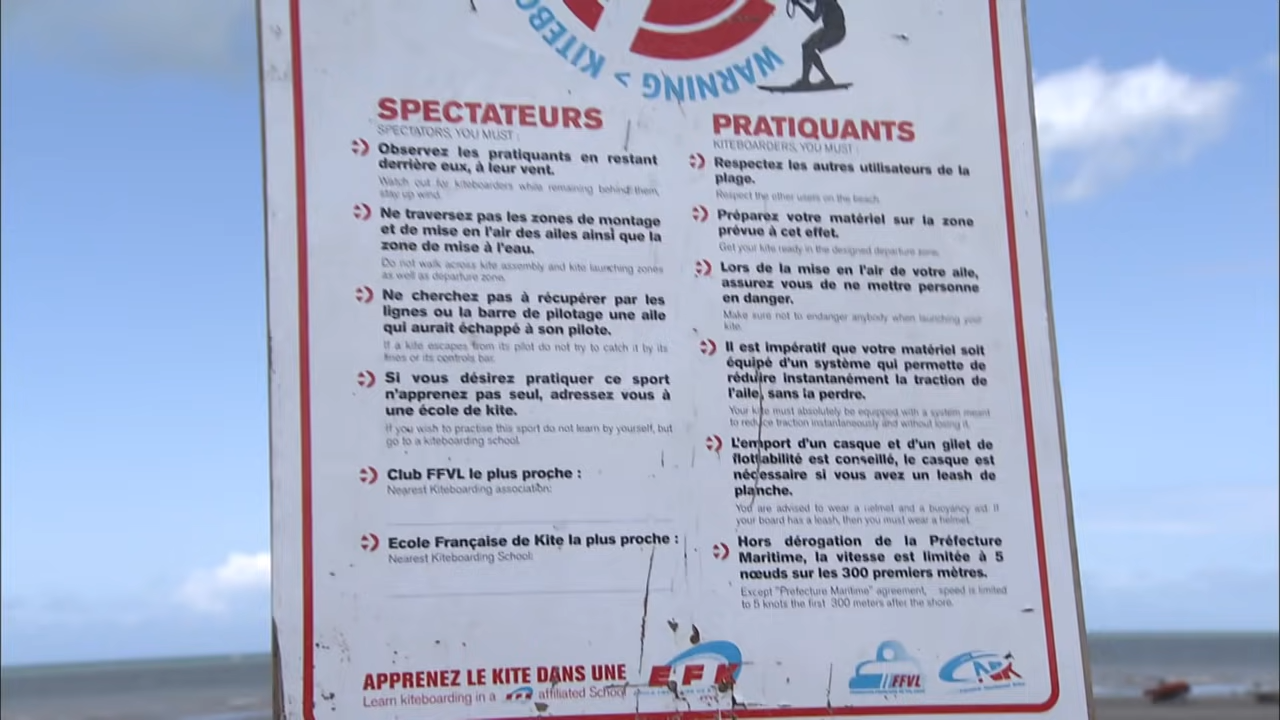 WARNING > KITEBO
SPECTATEURS
SPECTATORS, YOU MUST :
Observez les pratiquants en restant
derrière eux, à leur vent.
Watch out for kiteboarders while remaining behind them,
stay up wind.
Ne traversez pas les zones de montage
et de mise en l'air des ailes ainsi que la
zone de mise à l'eau.
Do not walk across kite assembly and kite launching zones
as well as departure zone.
Ne cherchez pas à récupérer par les
lignes ou la barre de pilotage une aile
qui aurait échappé à son pilote.
If a kite escapes from its pilot do not try to catch it by its
lines or its controls bar.
Si vous désirez pratiquer ce sport
n'apprenez pas seul, adressez vous à
une école de kite.
If you wish to practise this sport do not learn by yourself, but
go to a kiteboarding school.
Club FFVL le plus proche :
Nearest Kiteboarding association:
Ecole Française de Kite la plus proche :
Nearest Kiteboarding School:
PRATIQUANTS
KITEBOARDERS, YOU MUST :
Respectez les autres utilisateurs de la
plage.
Respect the other users on the beach.
Préparez votre matériel sur la zone
prévue à cet effet.
Get your kite ready in the designed departure zone.
Lors de la mise en l'air de votre aile,
assurez vous de ne mettre personne
en danger.
Make sure not to endanger anybody when launching your
kite.
Il est impératif que votre matériel soit
équipé d'un système qui permette de
réduire instantanément la traction de
l'aile, sans la perdre.
Your kite must absolutely be equipped with a system meant
to reduce traction instantaneously and without losing it.
L'emport d'un casque et d'un gilet de
flottabilité est conseillé, le casque est
nécessaire si vous avez un leash de
planche.
You are advised to wear a helmet and a buoyancy aid. If
your board has a leash, then you must wear a helmet.
Hors dérogation de la Préfecture
Maritime, la vitesse est limitée à 5
nœuds sur les 300 premiers mètres.
Except "Prefecture Maritime" agreement, speed is limited
to 5 knots the first 300 meters after the shore.
APPRENEZ LE KITE DANS UNE EFK
Learn kiteboarding in a EFK affiliated School
FFVL